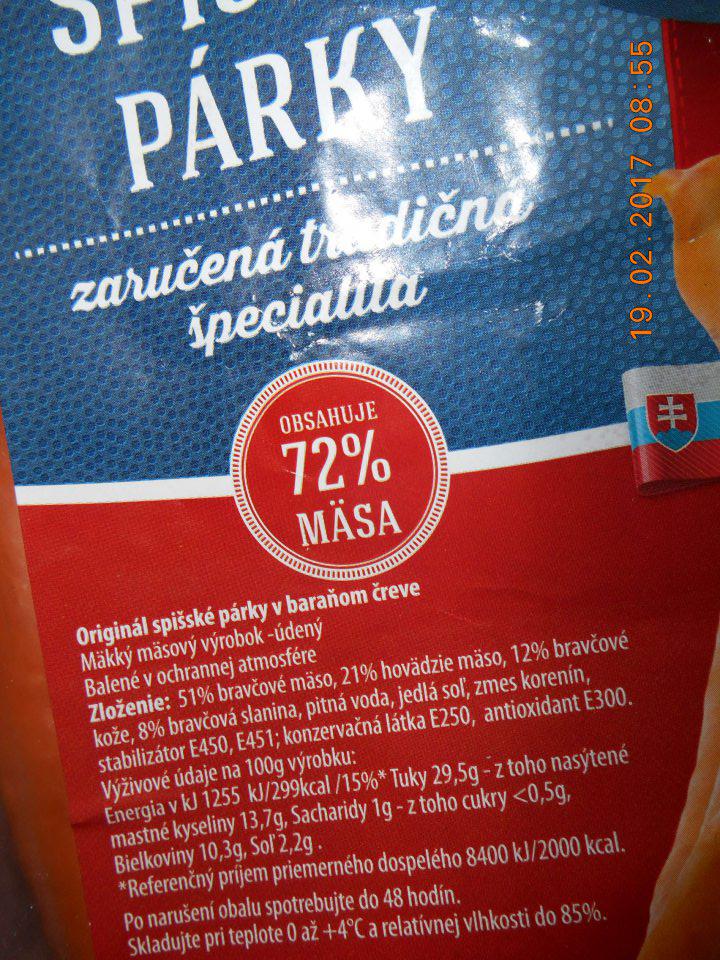 PÁRKY
zaručená tradična
špecialita
OBSAHUJE
72%
MÄSA
Originál spišské párky v baraňom čreve
Mäkký mäsový výrobok -údený
Balené v ochrannej atmosfére
Zloženie: 51% bravčové mäso, 21% hovädzie mäso, 12% bravčové
kože, 8% bravčová slanina, pitná voda, jedlá soľ, zmes korenín,
stabilizátor E450, E451; konzervačná látka E250, antioxidant E300.
Výživové údaje na 100g výrobku:
Energia v kJ 1255 kJ/299kcal /15%* Tuky 29,5g - z toho nasýtené
mastné kyseliny 13,7g, Sacharidy 1g - z toho cukry <0,5g,
Bielkoviny 10,3g, Soľ 2,2g .
*Referenčný príjem priemerného dospelého 8400 kJ/2000 kcal.
Po narušení obalu spotrebujte do 48 hodín.
Skladujte pri teplote 0 až +4°C a relatívnej vlhkosti do 85%.
19.02.2017 08:55